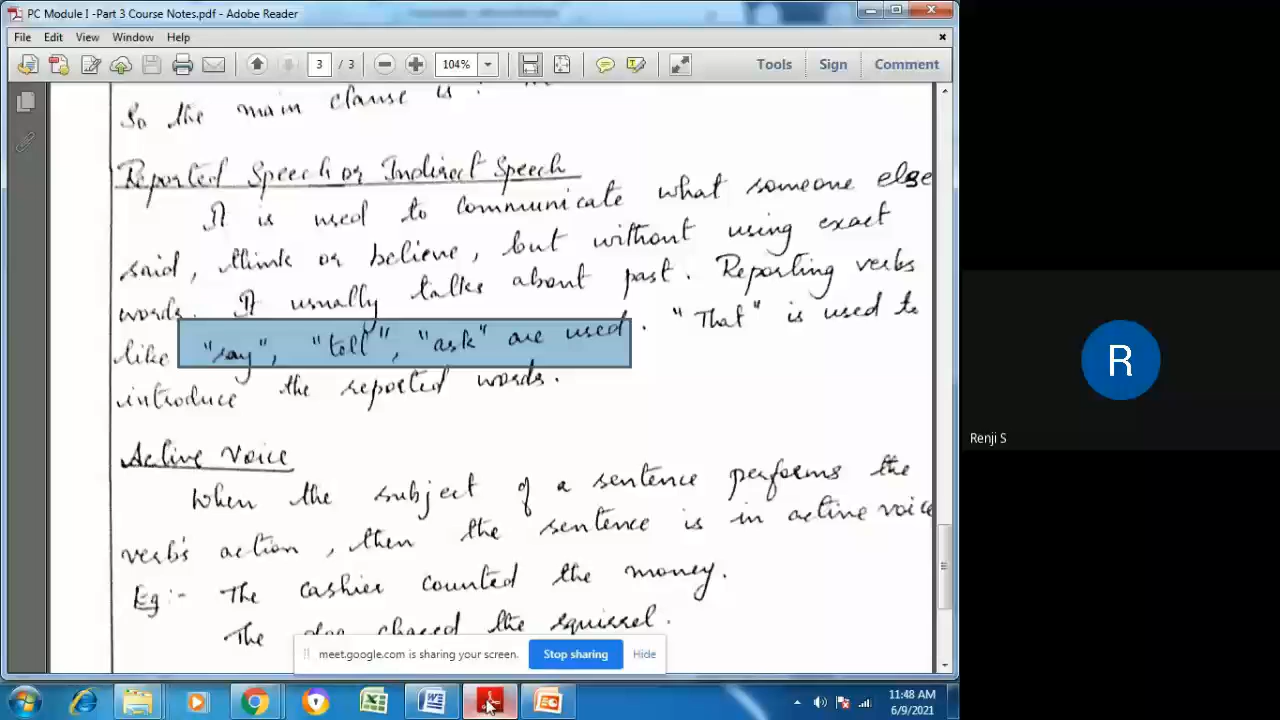 PC Module I -Part 3 Course Notes.pdf - Adobe Reader
File Edit View Window Help
3 / 3 104% Tools Sign Comment
So the main clause is :
Reported Speech or Indirect Speech
It is used to communicate what someone else
said, think or believe, but without using exact
words. It usually talks about past. Reporting verbs
like "say", "tell", "ask" are used. "That" is used to
introduce the reported words.
Active Voice
When the subject of a sentence performs the
verb's action, then the sentence is in active voice
Eg :- The cashier counted the money.
The dog chased the squirrel.
meet.google.com is sharing your screen. Stop sharing Hide
R
Renji S
11:48 AM
6/9/2021